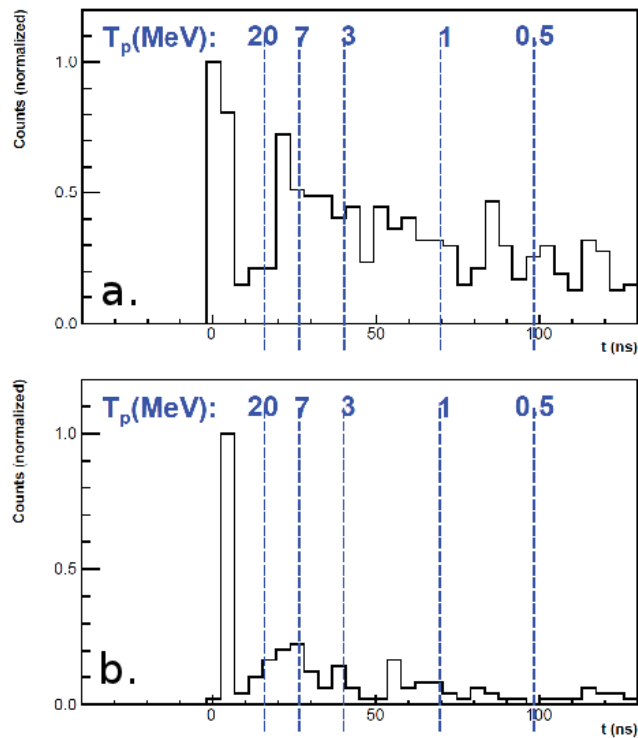 T_p(MeV): 20 7 3 1 0.5
Counts (normalized)
1.0
0.5
0.0
a.
0 50 100
t (ns)
T_p(MeV): 20 7 3 1 0.5
Counts (normalized)
1.0
0.5
0.0
b.
0 50 100
t (ns)